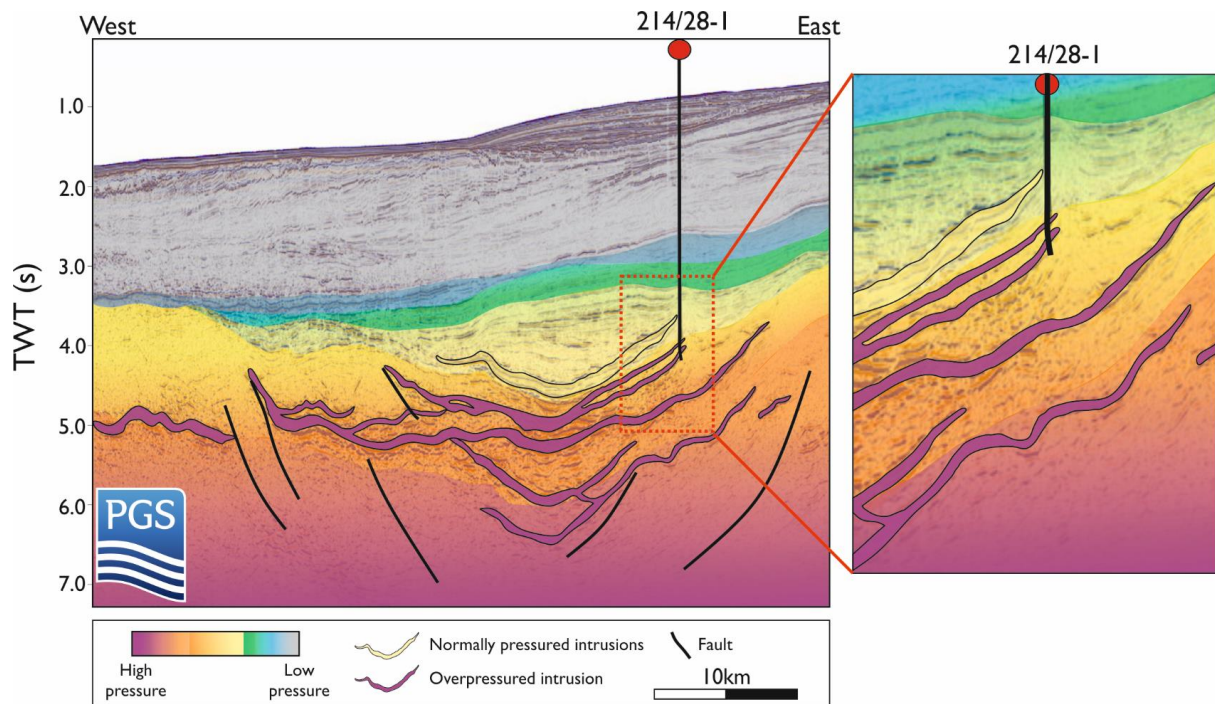 West
214/28-1
East
214/28-1
1.0
2.0
3.0
4.0
5.0
6.0
7.0
TWT (s)
PGS
High pressure
Low pressure
Normally pressured intrusions
Overpressured intrusion
Fault
10km